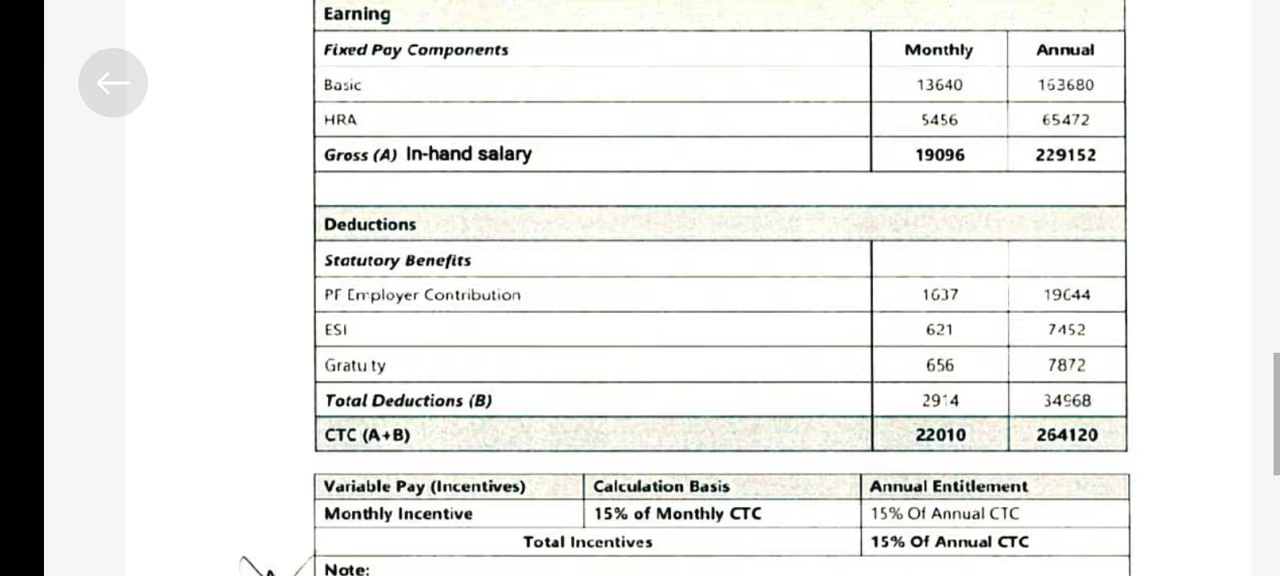 Earning
Fixed Pay Components Monthly Annual
Basic 13640 163680
HRA 5456 65472
Gross (A) In-hand salary 19096 229152
Deductions
Statutory Benefits
PF Employer Contribution 1637 19644
ESI 621 7452
Gratu ty 656 7872
Total Deductions (B) 2914 34968
CTC (A+B) 22010 264120
Variable Pay (Incentives) Calculation Basis Annual Entitlement
Monthly Incentive 15% of Monthly CTC 15% Of Annual CTC
Total Incentives 15% Of Annual CTC
Note: